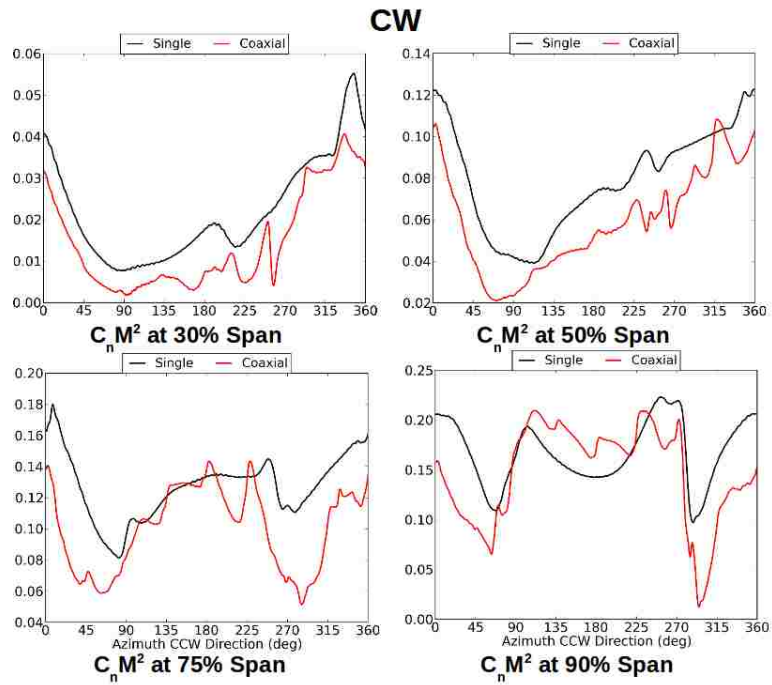 CW
Single Coaxial
0.06
0.05
0.04
0.03
0.02
0.01
0.00
0 45 90 135 180 225 270 315 360
CnM² at 30% Span
Single Coaxial
0.14
0.12
0.10
0.08
0.06
0.04
0.02
0 45 90 135 180 225 270 315 360
CnM² at 50% Span
Single Coaxial
0.20
0.18
0.16
0.14
0.12
0.10
0.08
0.06
0.04
0 45 90 135 180 225 270 315 360
Azimuth CCW Direction (deg)
CnM² at 75% Span
Single Coaxial
0.25
0.20
0.15
0.10
0.05
0.00
0 45 90 135 180 225 270 315 360
Azimuth CCW Direction (deg)
CnM² at 90% Span